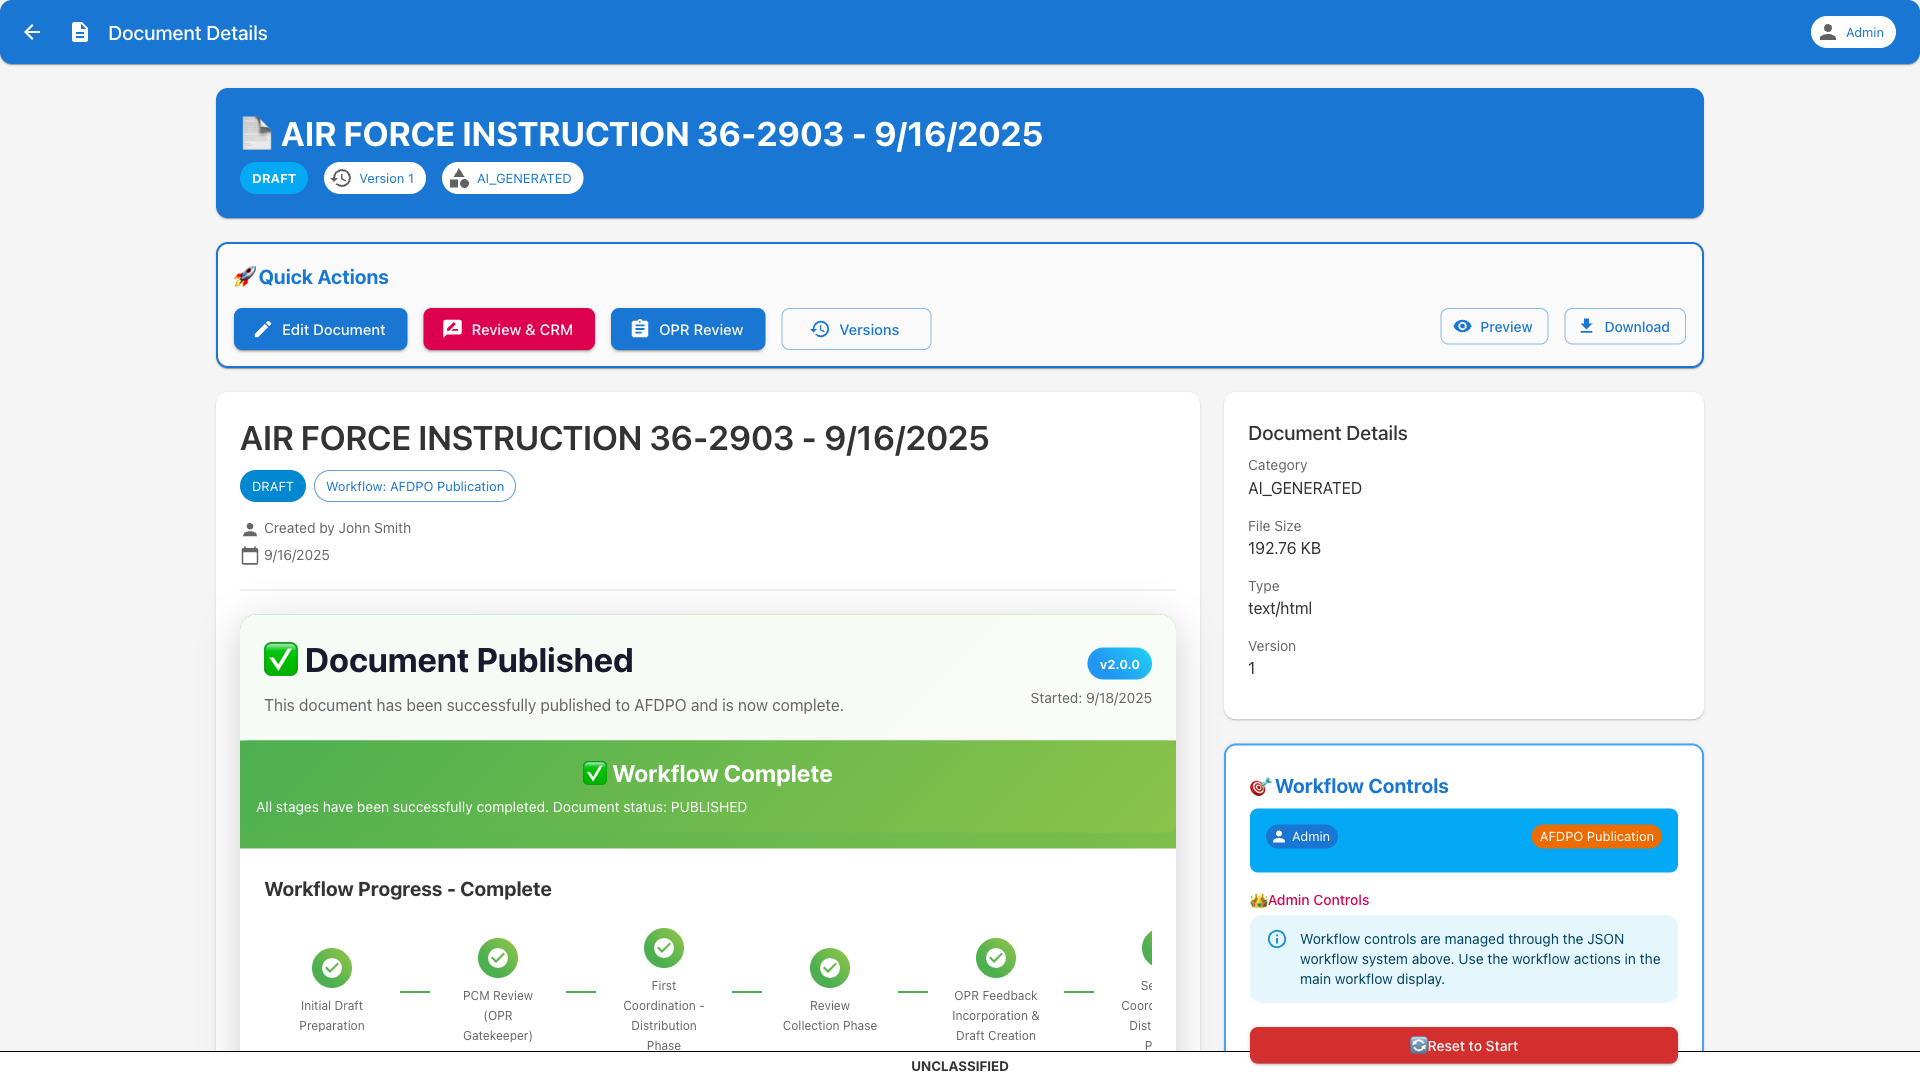 Document Details
Admin
AIR FORCE INSTRUCTION 36-2903 - 9/16/2025
DRAFT
Version 1
AI_GENERATED
Quick Actions
Edit Document
Review & CRM
OPR Review
Versions
Preview
Download
AIR FORCE INSTRUCTION 36-2903 - 9/16/2025
DRAFT
Workflow: AFDPO Publication
Created by John Smith
9/16/2025
Document Published
v2.0.0
This document has been successfully published to AFDPO and is now complete.
Started: 9/18/2025
Workflow Complete
All stages have been successfully completed. Document status: PUBLISHED
Workflow Progress - Complete
Initial Draft
Preparation
PCM Review
(OPR
Gatekeeper)
First
Coordination -
Distribution
Phase
Review
Collection Phase
OPR Feedback
Incorporation &
Draft Creation
Se
Coor
Dist
P
Document Details
Category
AI_GENERATED
File Size
192.76 KB
Type
text/html
Version
1
Workflow Controls
Admin
AFDPO Publication
Admin Controls
Workflow controls are managed through the JSON
workflow system above. Use the workflow actions in the
main workflow display.
Reset to Start
UNCLASSIFIED